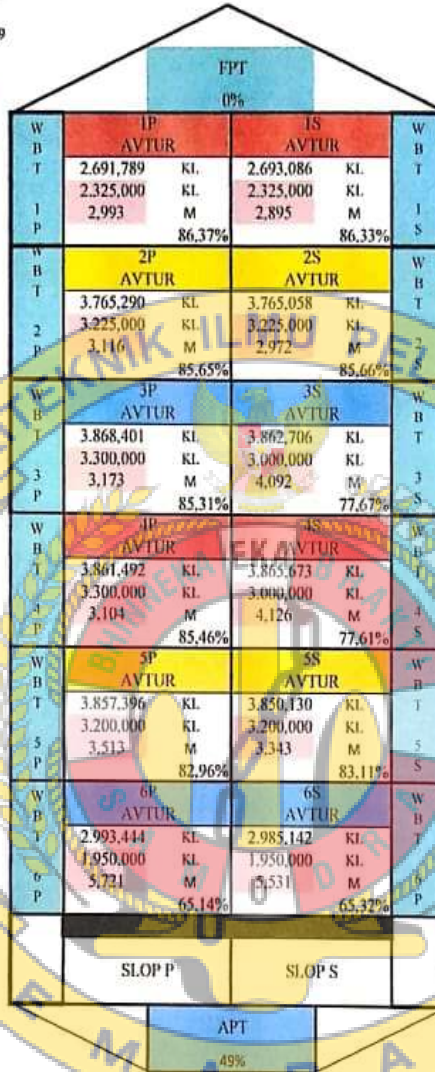 9
FPT
0%
WBT 1P
1P
AVTUR
2.691,789 KL
2.325,000 KL
2,993 M
86,37%
1S
AVTUR
2.693,086 KL
2.325,000 KL
2,895 M
86,33%
WBT 1S
WBT 2P
2P
AVTUR
3.765,290 KL
3.225,000 KL
3,116 M
85,65%
2S
AVTUR
3.765,058 KL
3.225,000 KL
2,972 M
85,66%
WBT 2S
WBT 3P
3P
AVTUR
3.868,401 KL
3.300,000 KL
3,173 M
85,31%
3S
AVTUR
3.862,706 KL
3.000,000 KL
4,092 M
77,67%
WBT 3S
WBT 4P
4P
AVTUR
3.861,492 KL
3.300,000 KL
3,104 M
85,46%
4S
AVTUR
3.865,673 KL
3.000,000 KL
4,126 M
77,61%
WBT 4S
WBT 5P
5P
AVTUR
3.857,396 KL
3.200,000 KL
3,513 M
82,96%
5S
AVTUR
3.850,130 KL
3.200,000 KL
3,343 M
83,11%
WBT 5S
WBT 6P
6P
AVTUR
2.993,444 KL
1.950,000 KL
5,721 M
65,14%
6S
AVTUR
2.985,142 KL
1.950,000 KL
5,531 M
65,32%
WBT 6P
SLOP P
SLOP S
APT
49%
ITEKNIK ILMU PEL
BHINNEKA EKA BHAKTI
SAMUDRA
E M A R A